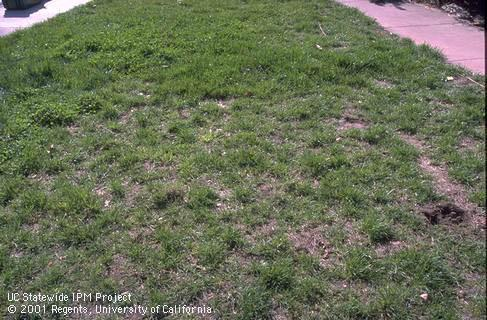 UC Statewide IPM Project
© 2001 Regents, University of California